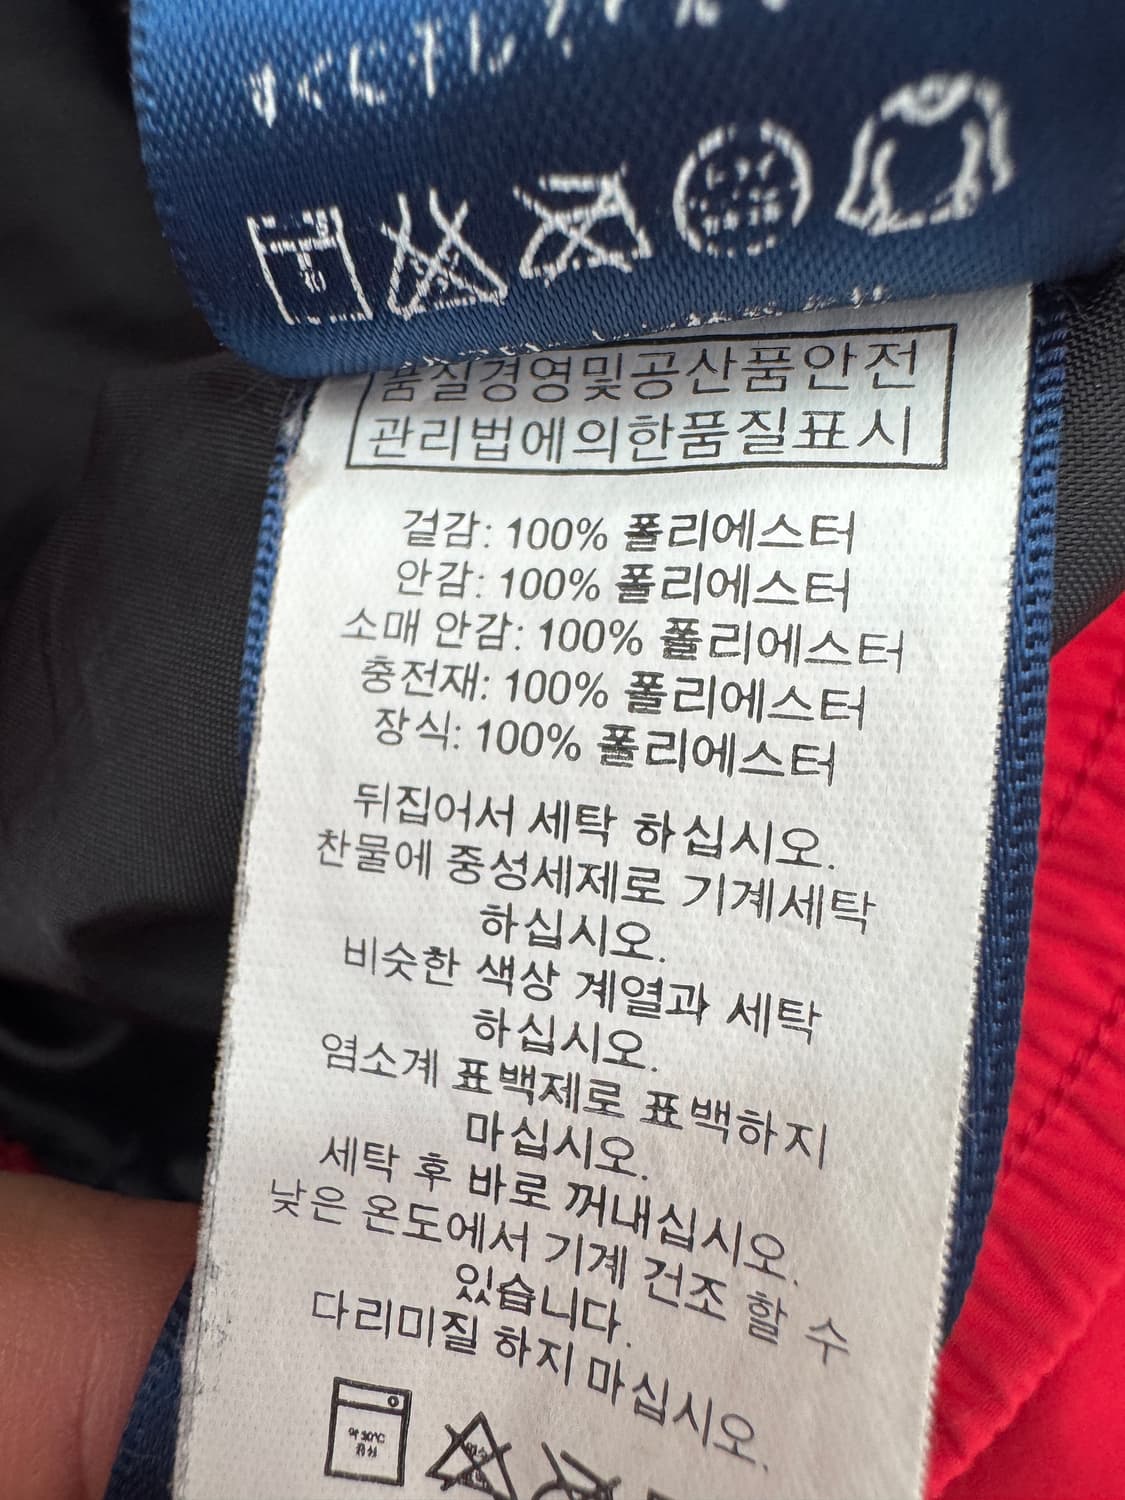 품질경영및공산품안전
관리법에의한품질표시
겉감: 100% 폴리에스터
안감: 100% 폴리에스터
소매 안감: 100% 폴리에스터
충전재: 100% 폴리에스터
장식: 100% 폴리에스터
뒤집어서 세탁 하십시오.
찬물에 중성세제로 기계세탁
하십시오.
비슷한 색상 계열과 세탁
하십시오.
염소계 표백제로 표백하지
마십시오.
세탁 후 바로 꺼내십시오.
낮은 온도에서 기계 건조 할 수
있습니다.
다리미질 하지 마십시오.
약 30℃
중성